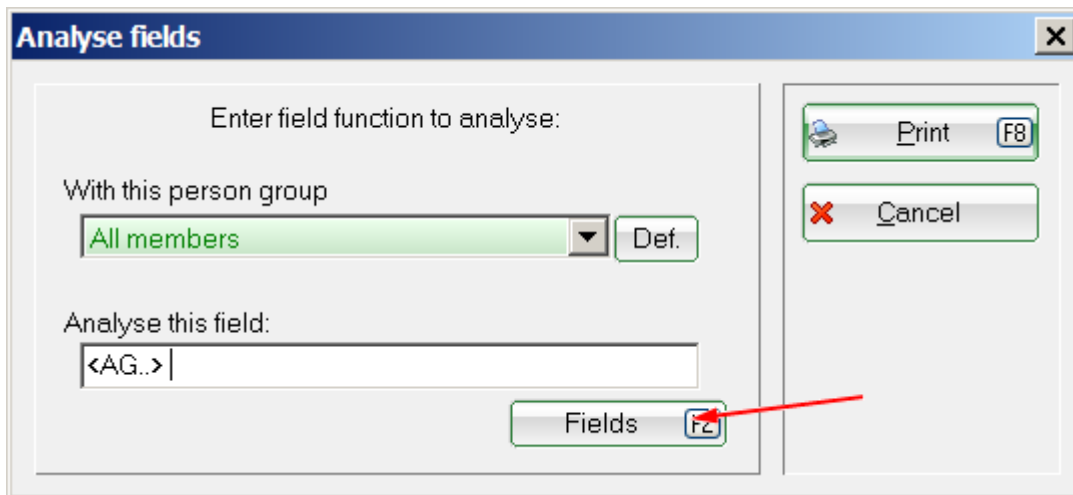 Analyse fields
Enter field function to analyse:
With this person group
All members
Def.
Analyse this field:
<AG..>
Fields F2
Print F8
Cancel